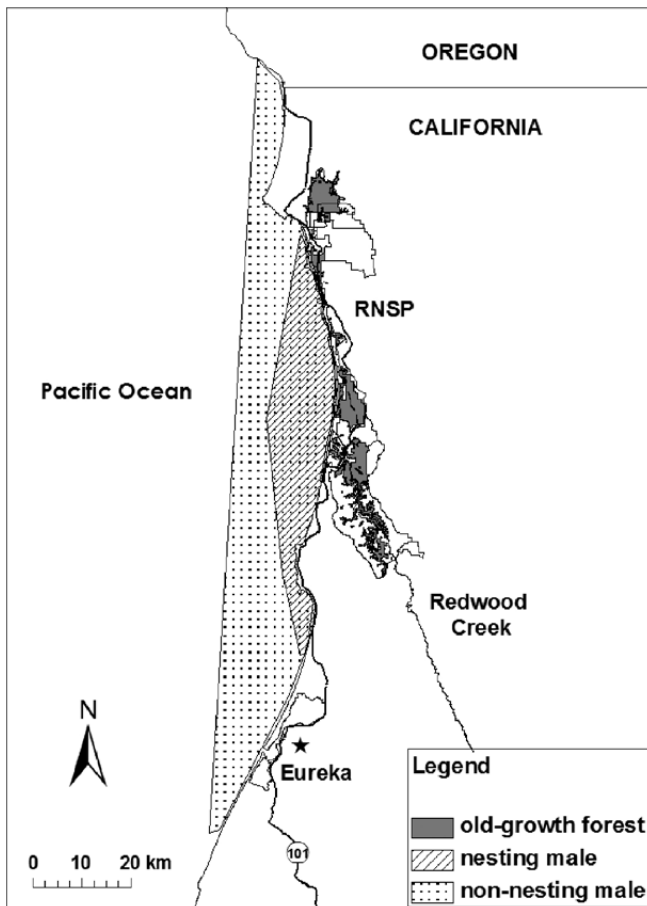 OREGON
CALIFORNIA
RNSP
Pacific Ocean
Redwood
Creek
N
Eureka
Legend
old-growth forest
nesting male
non-nesting male
0 10 20 km
101